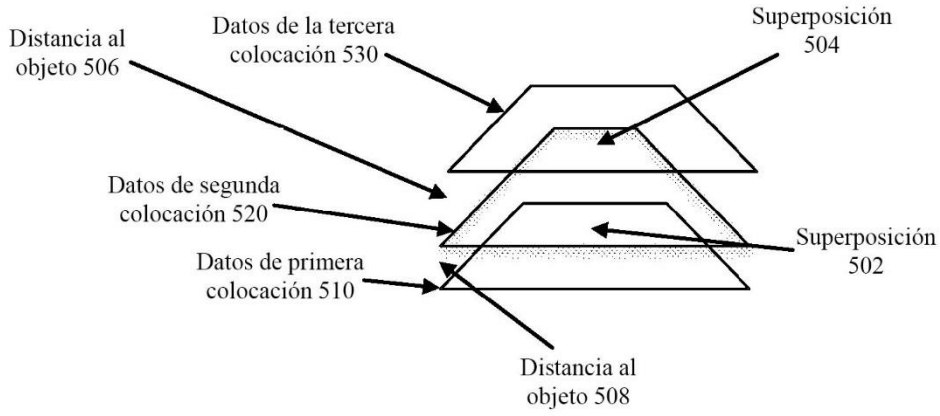 Distancia al
objeto 506
Datos de la tercera
colocación 530
Superposición
504
Datos de segunda
colocación 520
Datos de primera
colocación 510
Superposición
502
Distancia al
objeto 508